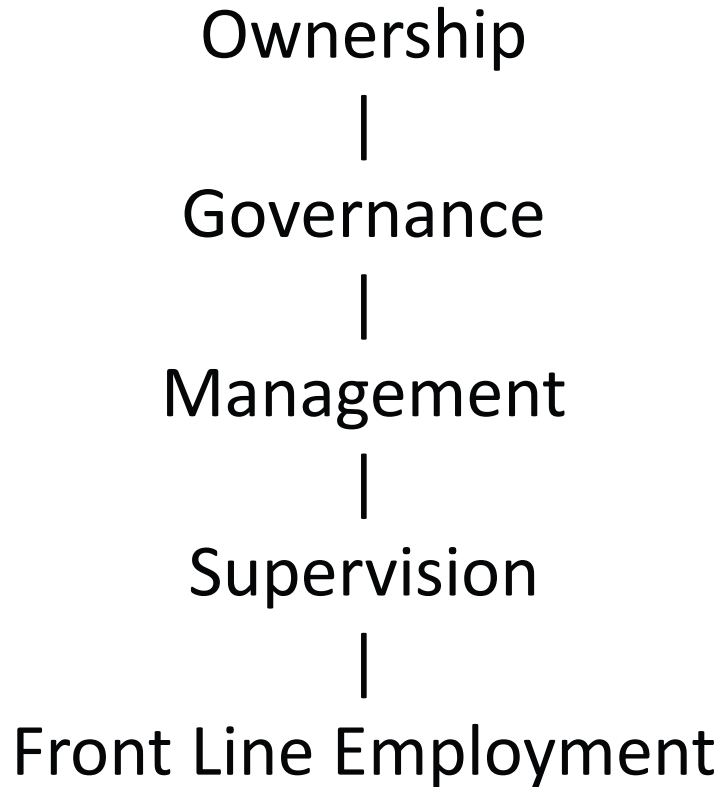 Ownership
Governance
Management
Supervision
Front Line Employment